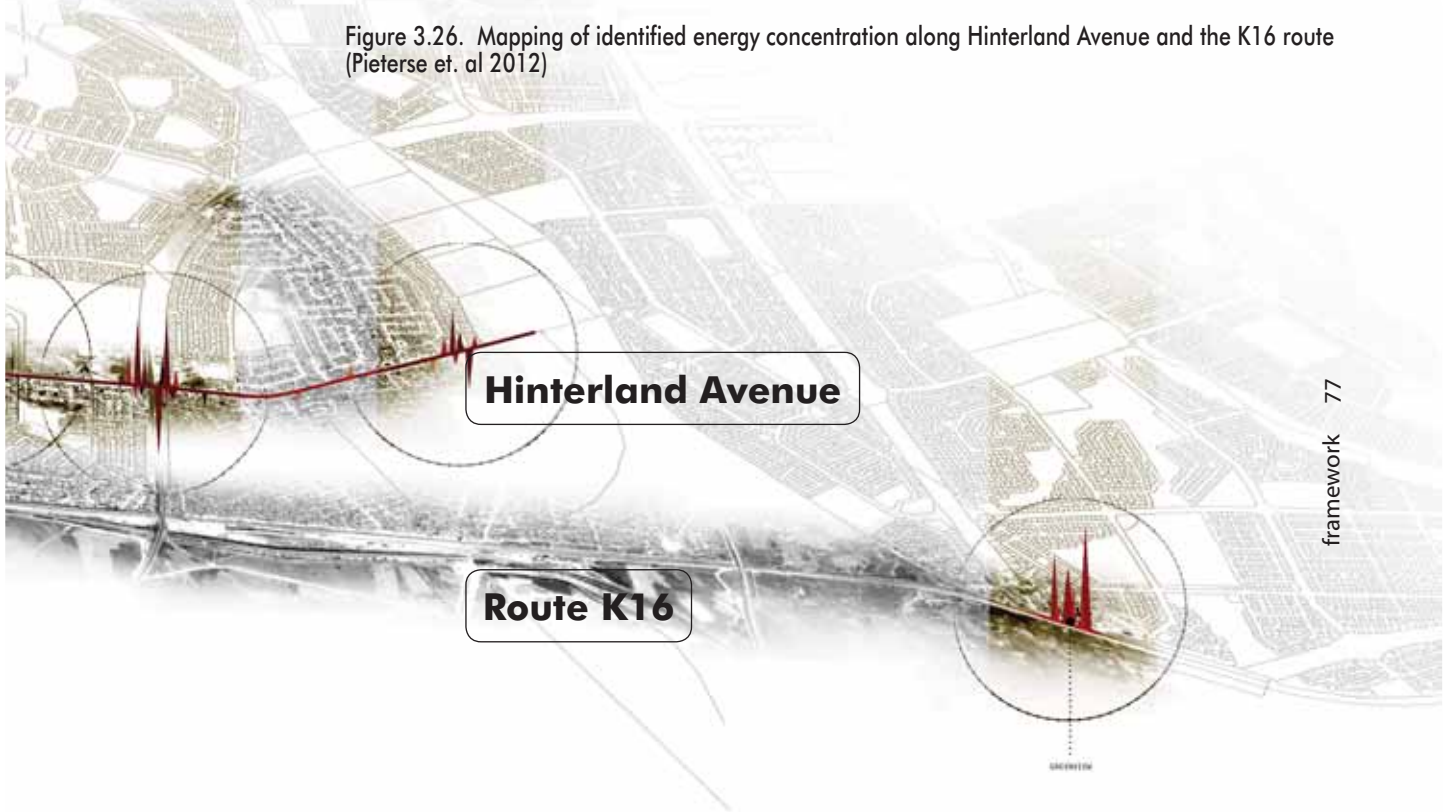 Figure 3.26. Mapping of identified energy concentration along Hinterland Avenue and the K16 route
(Pieterse et. al 2012)
Hinterland Avenue
Route K16
framework 77